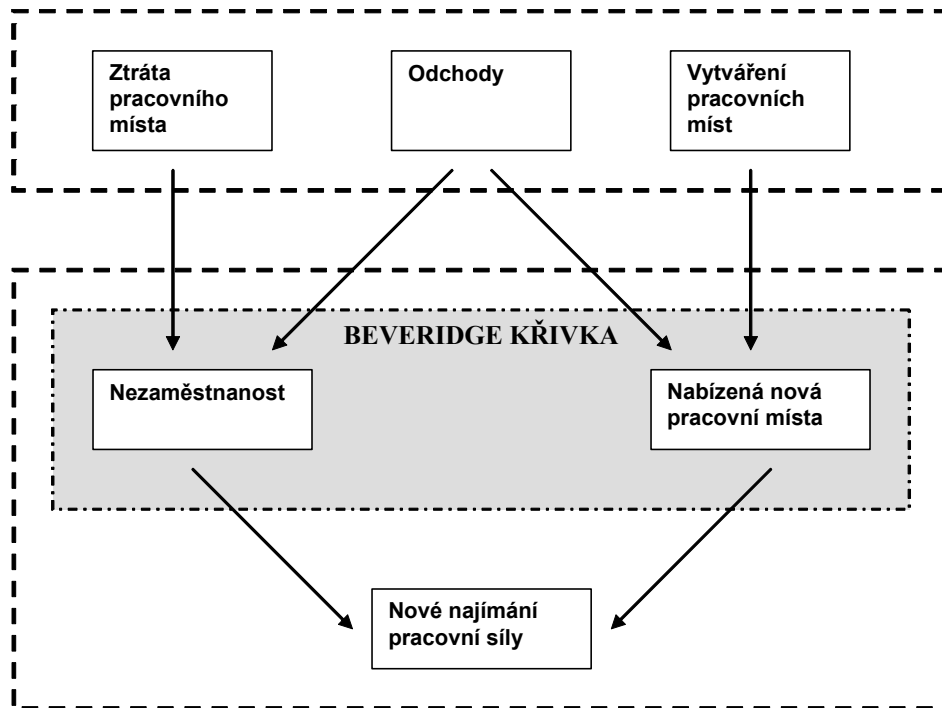 Ztráta
pracovního
místa
Odchody
Vytváření
pracovních
míst
BEVERIDGE KŘIVKA
Nezaměstnanost
Nabízená nová
pracovní místa
Nové najímání
pracovní síly